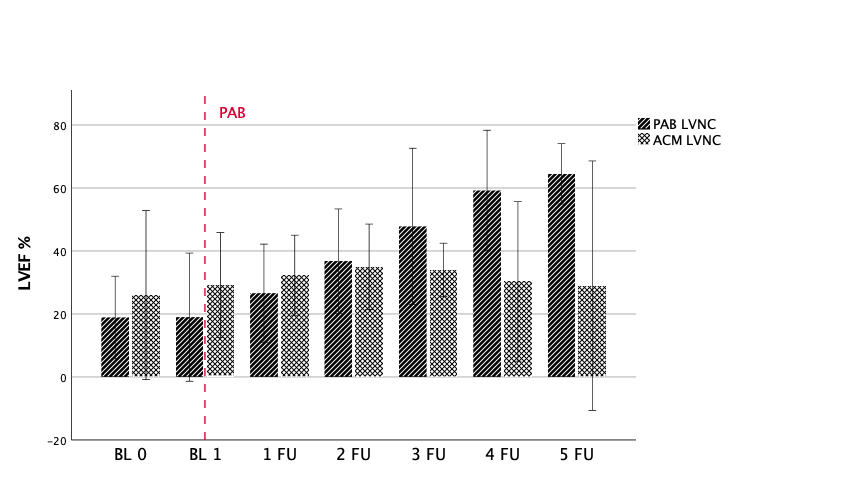 PAB
PAB LVNC
ACM LVNC
LVEF %
80
60
40
20
0
-20
BL 0 BL 1 1 FU 2 FU 3 FU 4 FU 5 FU